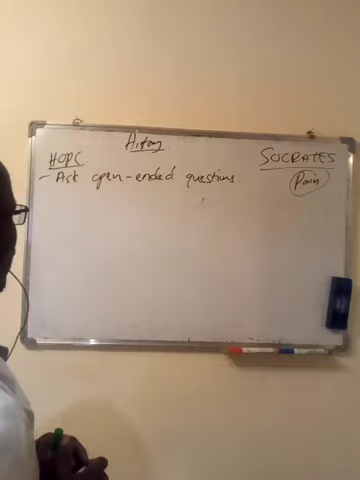 History
HOPC
SOCRATES
- Ask open-ended questions.
Pain